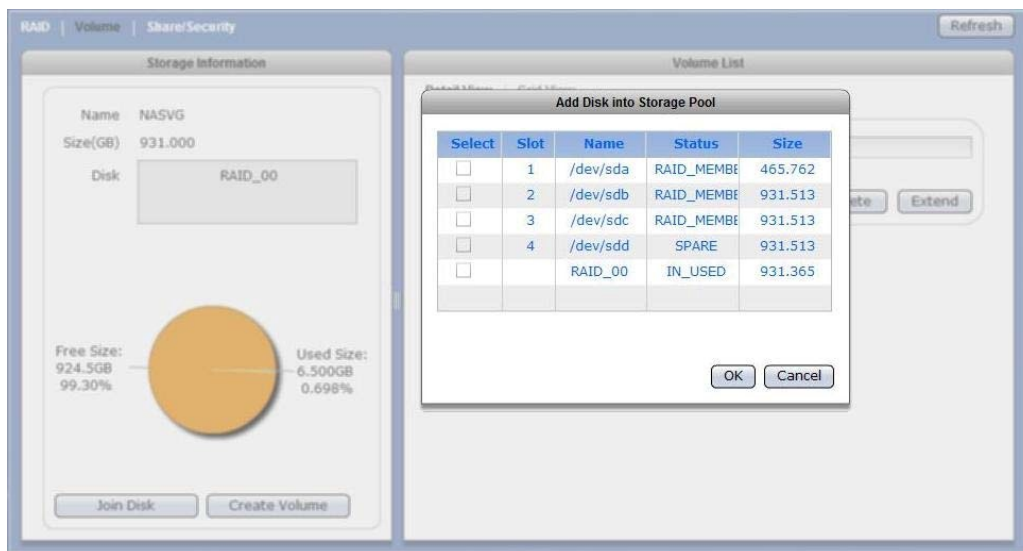 RAID | Volume | Share/Security
Refresh
Storage Information
Name NASVG
Size(GB) 931.000
Disk RAID_00
Free Size:
924.5GB
99.30%
Used Size:
6.500GB
0.698%
Join Disk
Create Volume
Volume List
Extend
Add Disk into Storage Pool
Select Slot Name Status Size
1 /dev/sda RAID_MEMBE 465.762
2 /dev/sdb RAID_MEMBE 931.513
3 /dev/sdc RAID_MEMBE 931.513
4 /dev/sdd SPARE 931.513
RAID_00 IN_USED 931.365
OK Cancel